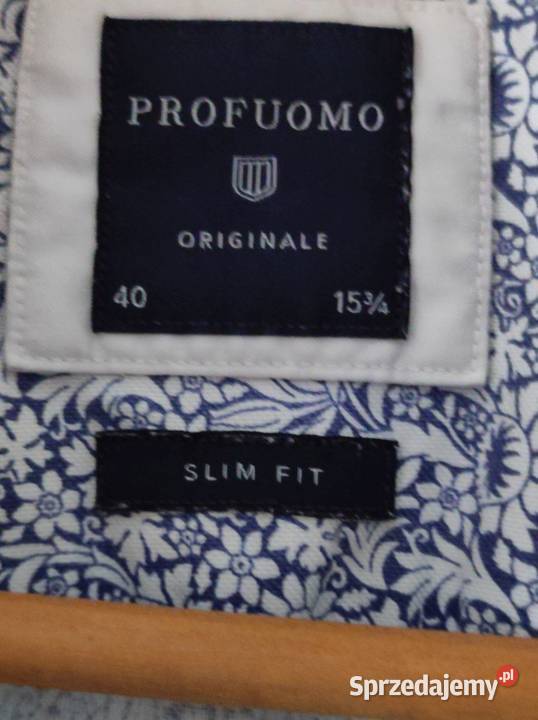 PROFUOMO
ORIGINALE
40 15¾
SLIM FIT
Sprzedajemy.pl